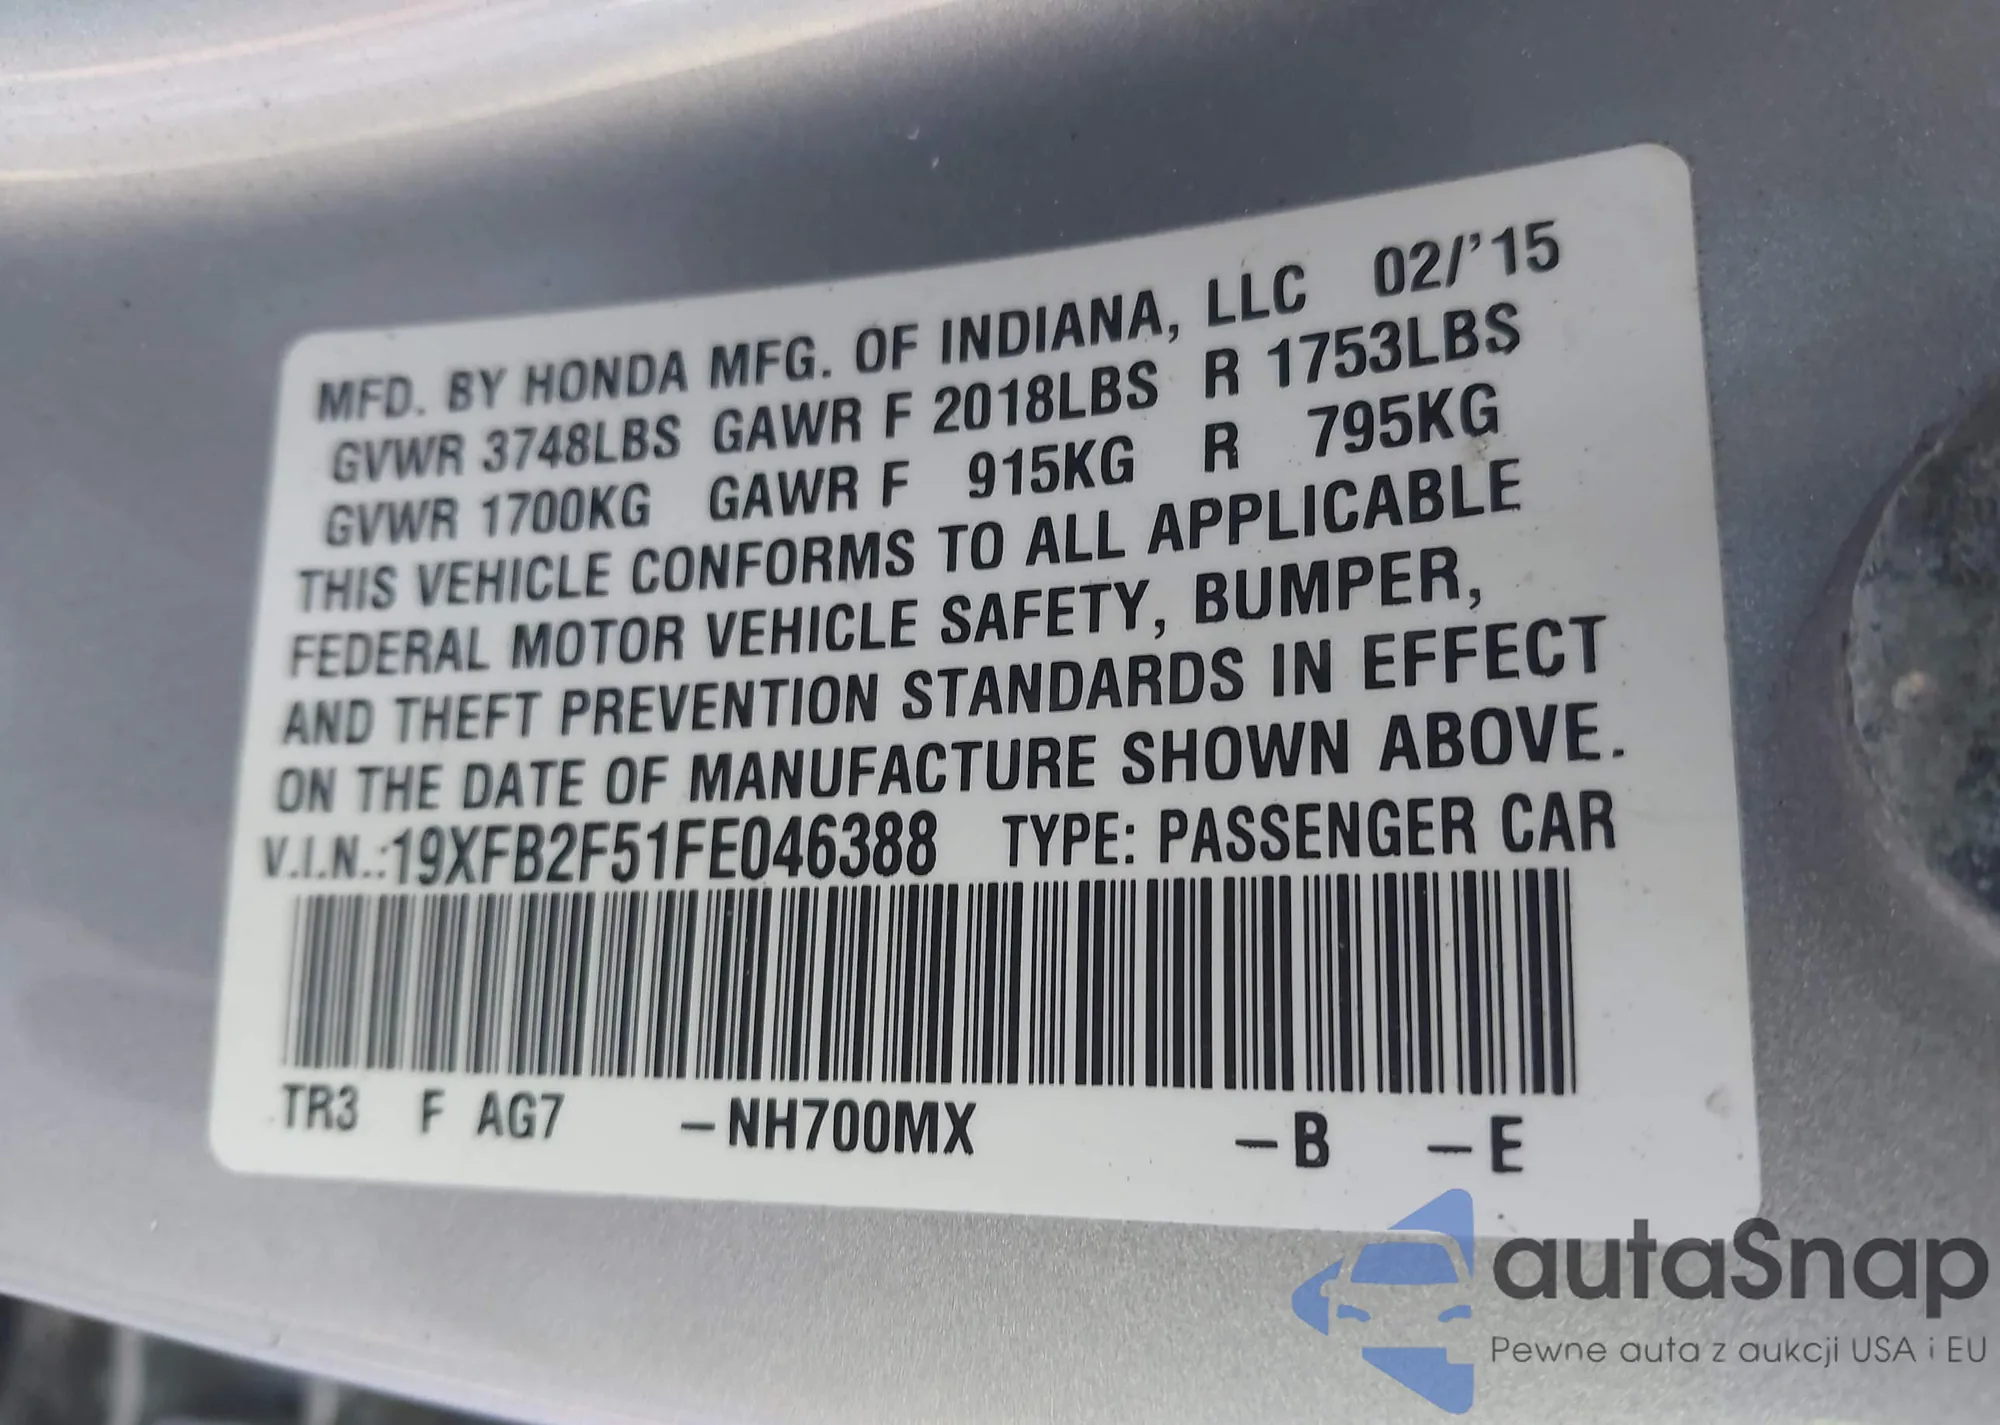 MFD. BY HONDA MFG. OF INDIANA, LLC 02/'15
GVWR 3748LBS GAWR F 2018LBS R 1753LBS
GVWR 1700KG GAWR F 915KG R 795KG
THIS VEHICLE CONFORMS TO ALL APPLICABLE
FEDERAL MOTOR VEHICLE SAFETY, BUMPER,
AND THEFT PREVENTION STANDARDS IN EFFECT
ON THE DATE OF MANUFACTURE SHOWN ABOVE.
V.I.N.:19XFB2F51FE046388 TYPE: PASSENGER CAR
TR3 F AG7 –NH700MX –B –E
autaSnap
Pewne auta z aukcji USA i EU